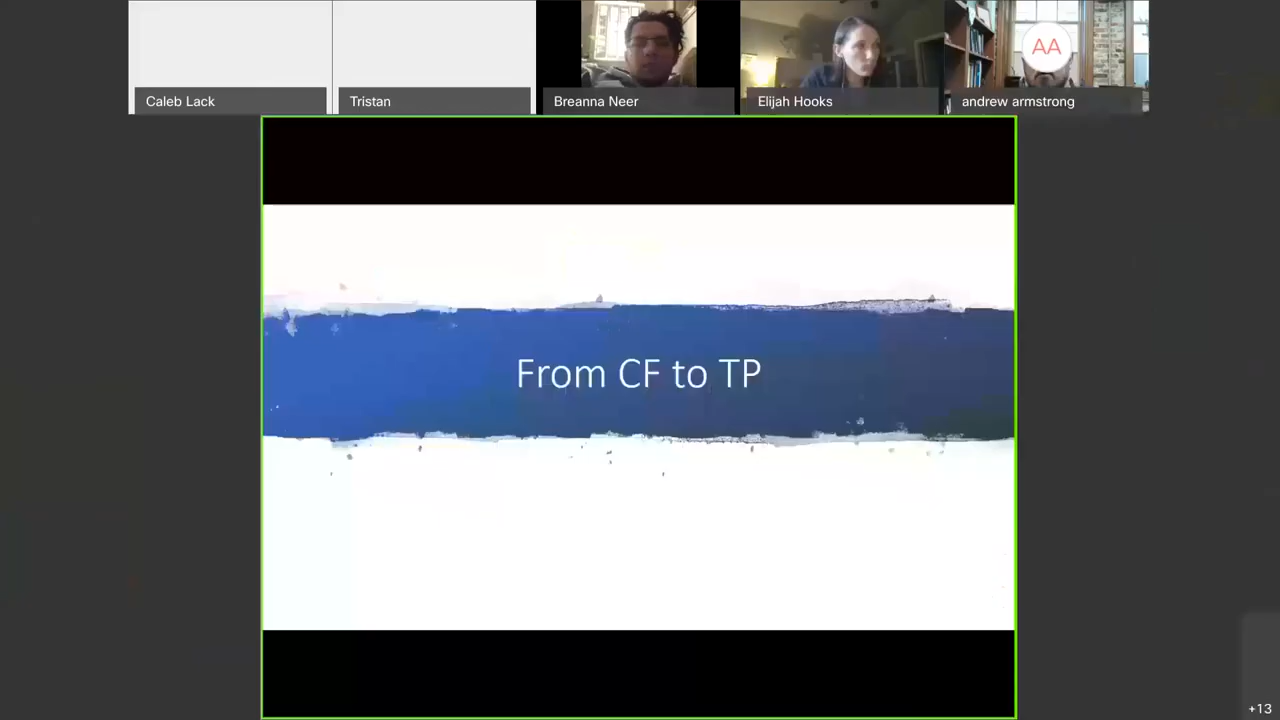 Caleb Lack
Tristan
Breanna Neer
Elijah Hooks
AA
andrew armstrong
From CF to TP
+13